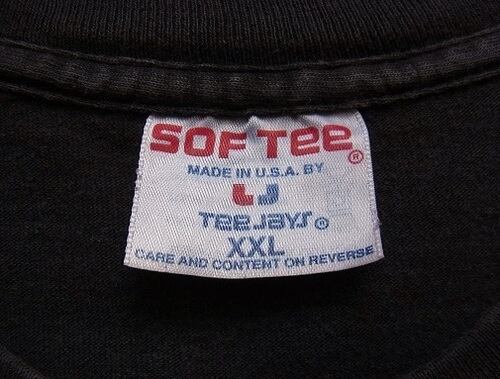 SOFTEE®
MADE IN U.S.A. BY
TEEJAYS®
XXL
CARE AND CONTENT ON REVERSE